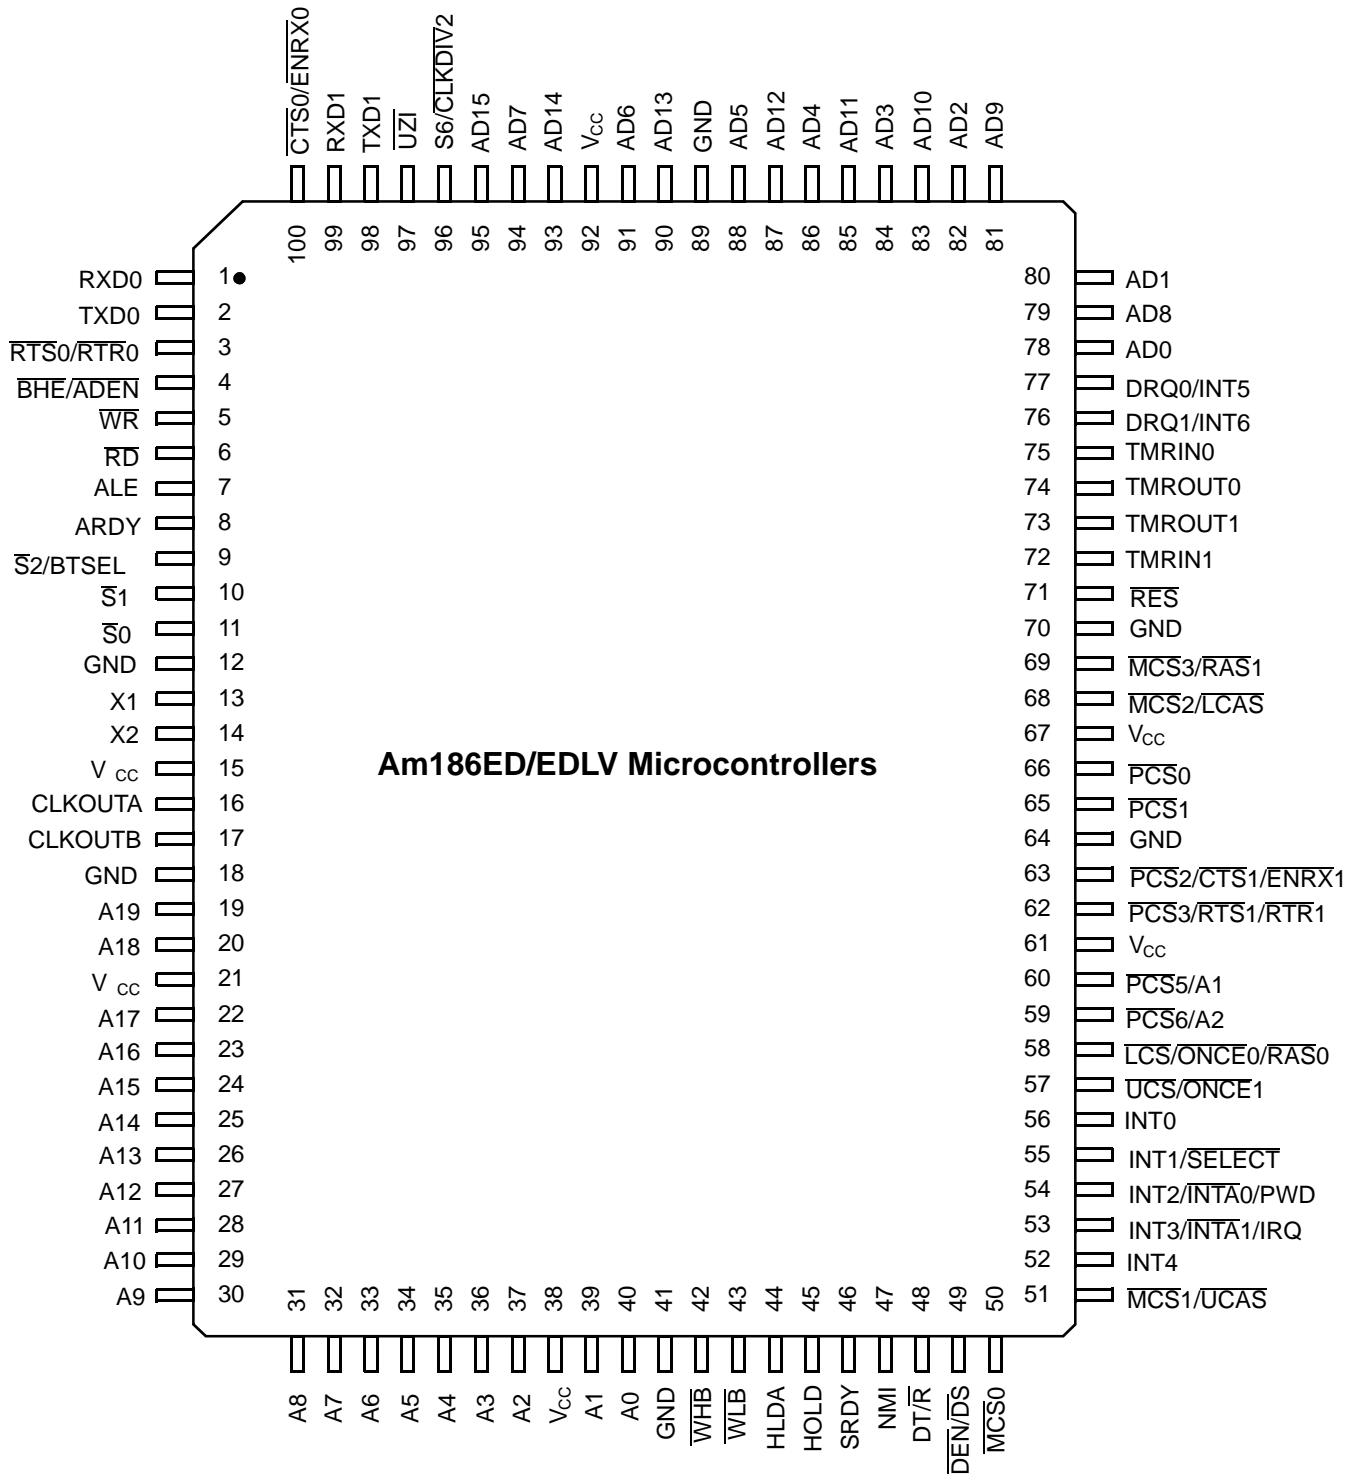 CTS0/ENRX0
RXD1
TXD1
UZI
S6/CLKDIV2
AD15
AD7
AD14
VCC
AD6
AD13
GND
AD5
AD12
AD4
AD11
AD3
AD10
AD2
AD9
100 99 98 97 96 95 94 93 92 91 90 89 88 87 86 85 84 83 82 81
RXD0 1 80 AD1
TXD0 2 79 AD8
RTS0/RTR0 3 78 AD0
BHE/ADEN 4 77 DRQ0/INT5
WR 5 76 DRQ1/INT6
RD 6 75 TMRIN0
ALE 7 74 TMROUT0
ARDY 8 73 TMROUT1
S2/BTSEL 9 72 TMRIN1
S1 10 71 RES
S0 11 70 GND
GND 12 69 MCS3/RAS1
X1 13 68 MCS2/LCAS
X2 14 67 VCC
Am186ED/EDLV Microcontrollers
V CC 15 66 PCS0
CLKOUTA 16 65 PCS1
CLKOUTB 17 64 GND
GND 18 63 PCS2/CTS1/ENRX1
A19 19 62 PCS3/RTS1/RTR1
A18 20 61 VCC
V CC 21 60 PCS5/A1
A17 22 59 PCS6/A2
A16 23 58 LCS/ONCE0/RAS0
A15 24 57 UCS/ONCE1
A14 25 56 INT0
A13 26 55 INT1/SELECT
A12 27 54 INT2/INTA0/PWD
A11 28 53 INT3/INTA1/IRQ
A10 29 52 INT4
A9 30 51 MCS1/UCAS
31 32 33 34 35 36 37 38 39 40 41 42 43 44 45 46 47 48 49 50
A8
A7
A6
A5
A4
A3
A2
VCC
A1
A0
GND
WHB
WLB
HLDA
HOLD
SRDY
NMI
DT/R
DEN/DS
MCS0